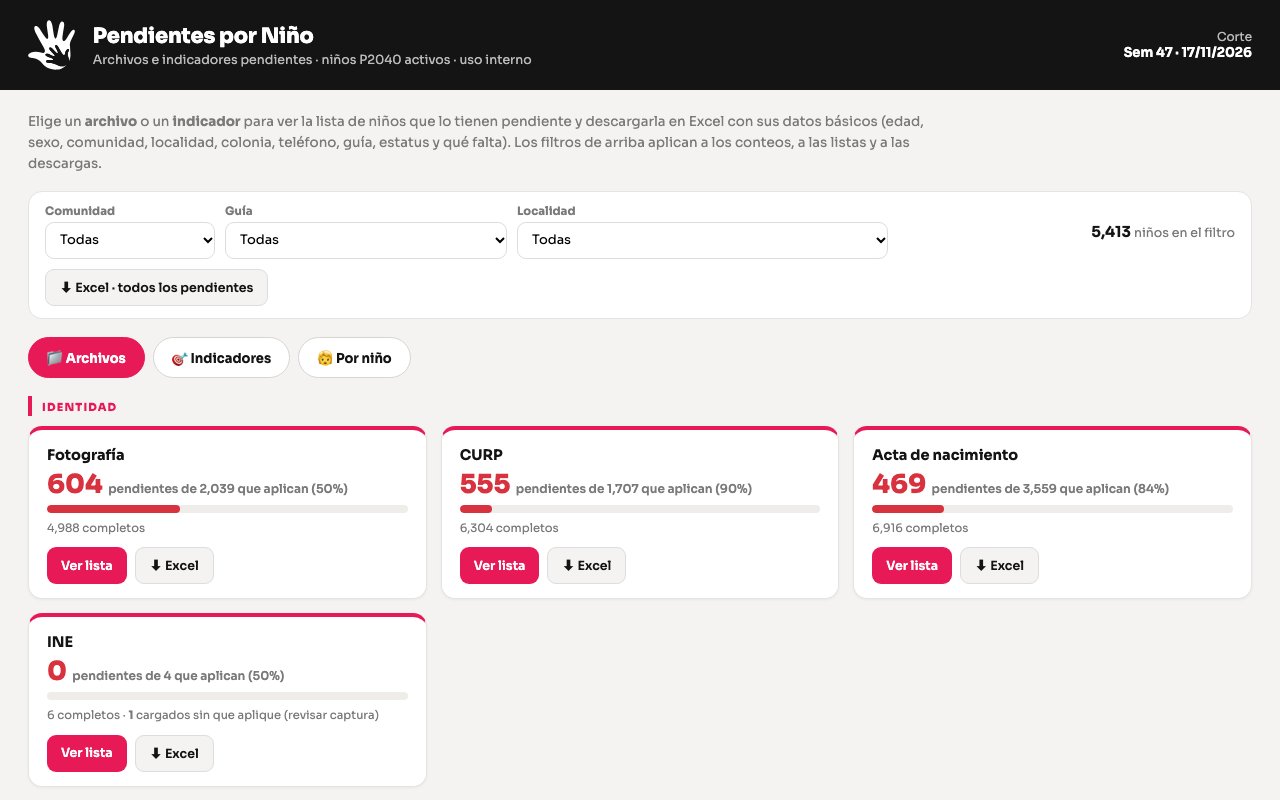 Pendientes por Niño
Archivos e indicadores pendientes · niños P2040 activos · uso interno
Corte
Sem 47 · 17/11/2026
Elige un archivo o un indicador para ver la lista de niños que lo tienen pendiente y descargarla en Excel con sus datos básicos (edad,
sexo, comunidad, localidad, colonia, teléfono, guía, estatus y qué falta). Los filtros de arriba aplican a los conteos, a las listas y a las
descargas.
Comunidad
Guía
Localidad
Todas
Todas
Todas
5,413 niños en el filtro
⬇ Excel · todos los pendientes
Archivos
Indicadores
Por niño
IDENTIDAD
Fotografía
604 pendientes de 2,039 que aplican (50%)
4,988 completos
Ver lista
⬇ Excel
CURP
555 pendientes de 1,707 que aplican (90%)
6,304 completos
Ver lista
⬇ Excel
Acta de nacimiento
469 pendientes de 3,559 que aplican (84%)
6,916 completos
Ver lista
⬇ Excel
INE
0 pendientes de 4 que aplican (50%)
6 completos · 1 cargados sin que aplique (revisar captura)
Ver lista
⬇ Excel